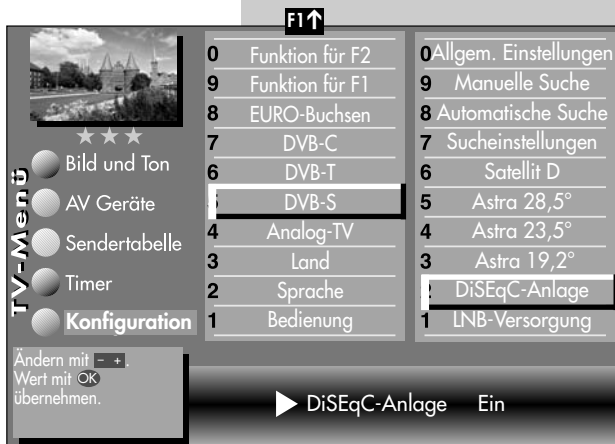 F1↑
TV-Menü
Bild und Ton
AV Geräte
Sendertabelle
Timer
Konfiguration
0 Funktion für F2
9 Funktion für F1
8 EURO-Buchsen
7 DVB-C
6 DVB-T
5 DVB-S
4 Analog-TV
3 Land
2 Sprache
1 Bedienung
0 Allgem. Einstellungen
9 Manuelle Suche
8 Automatische Suche
7 Sucheinstellungen
6 Satellit D
5 Astra 28,5°
4 Astra 23,5°
3 Astra 19,2°
2 DiSEqC-Anlage
1 LNB-Versorgung
Ändern mit - + .
Wert mit OK
übernehmen.
DiSEqC-Anlage Ein